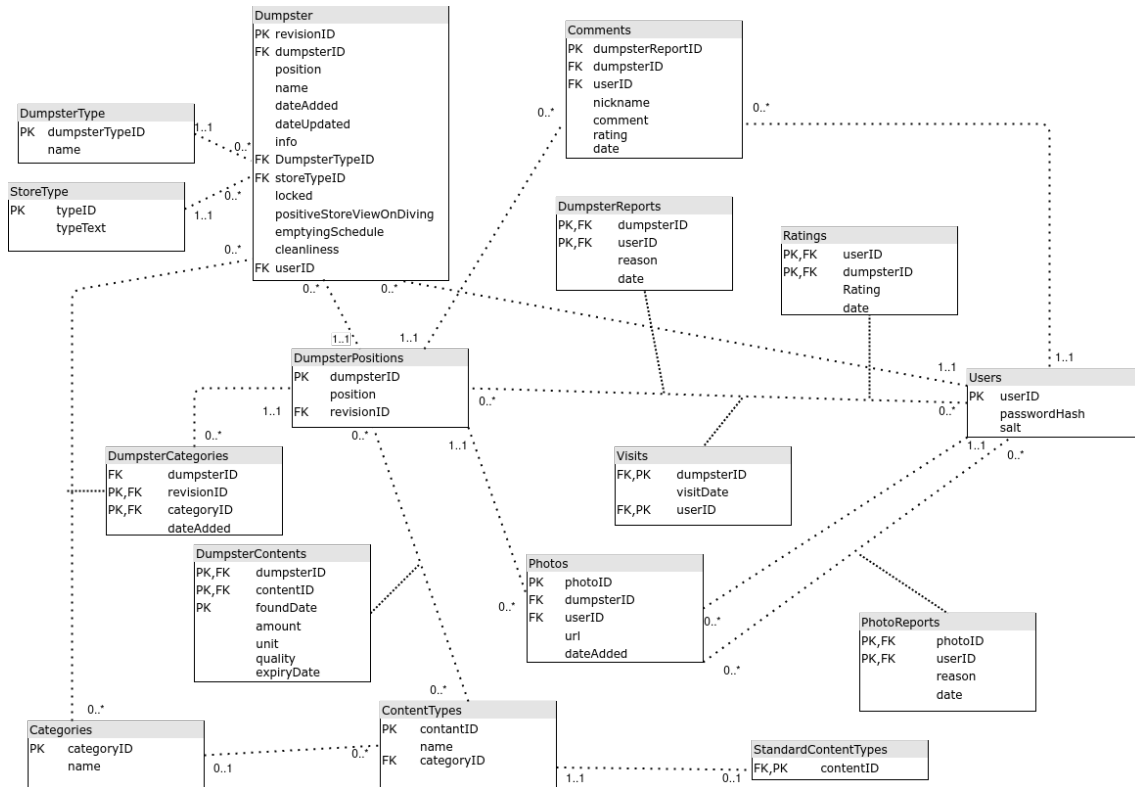 Dumpster
PK revisionID
FK dumpsterID
position
name
dateAdded
dateUpdated
info
FK DumpsterTypeID
FK storeTypeID
locked
positiveStoreViewOnDiving
emptyingSchedule
cleanliness
FK userID
Comments
PK dumpsterReportID
FK dumpsterID
FK userID
nickname
comment
rating
date
DumpsterType
PK dumpsterTypeID
name
StoreType
PK typeID
typeText
DumpsterReports
PK,FK dumpsterID
PK,FK userID
reason
date
Ratings
PK,FK userID
PK,FK dumpsterID
Rating
date
DumpsterPositions
PK dumpsterID
position
FK revisionID
Users
PK userID
passwordHash
salt
DumpsterCategories
FK dumpsterID
PK,FK revisionID
PK,FK categoryID
dateAdded
Visits
FK,PK dumpsterID
visitDate
FK,PK userID
DumpsterContents
PK,FK dumpsterID
PK,FK contentID
PK foundDate
amount
unit
quality
expiryDate
Photos
PK photoID
FK dumpsterID
FK userID
url
dateAdded
PhotoReports
PK,FK photoID
PK,FK userID
reason
date
Categories
PK categoryID
name
ContentTypes
PK contantID
name
FK categoryID
StandardContentTypes
FK,PK contentID
1..1
0..*
0..*
1..1
0..*
0..*
0..*
0..*
0..*
1..1
1..1
1..1
1..1
0..*
1..1
0..*
0..*
1..1
1..1
0..*
0..*
0..*
0..*
0..*
0..*
0..*
0..1
0..*
1..1
0..1